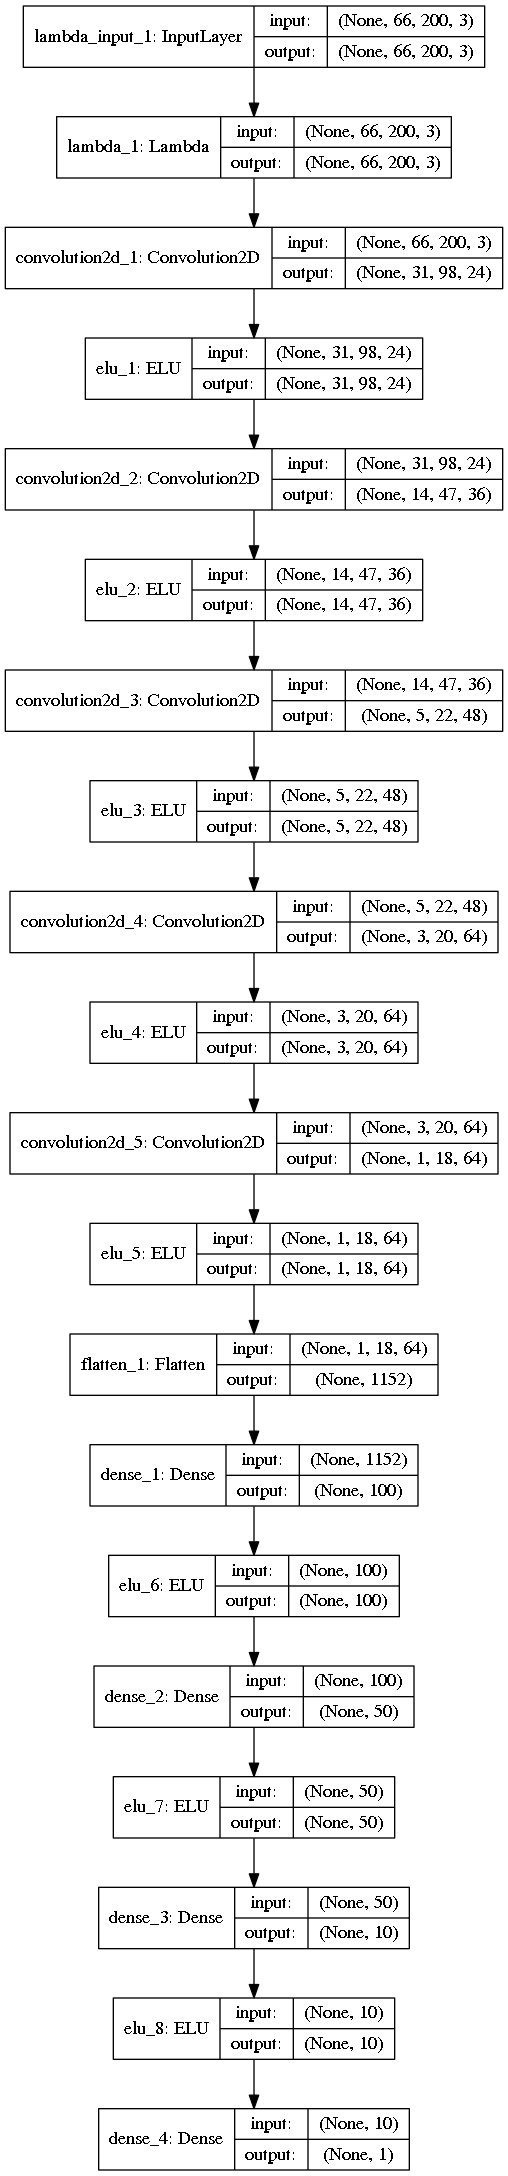 lambda_input_1: InputLayer input: (None, 66, 200, 3)
output: (None, 66, 200, 3)
lambda_1: Lambda input: (None, 66, 200, 3)
output: (None, 66, 200, 3)
convolution2d_1: Convolution2D input: (None, 66, 200, 3)
output: (None, 31, 98, 24)
elu_1: ELU input: (None, 31, 98, 24)
output: (None, 31, 98, 24)
convolution2d_2: Convolution2D input: (None, 31, 98, 24)
output: (None, 14, 47, 36)
elu_2: ELU input: (None, 14, 47, 36)
output: (None, 14, 47, 36)
convolution2d_3: Convolution2D input: (None, 14, 47, 36)
output: (None, 5, 22, 48)
elu_3: ELU input: (None, 5, 22, 48)
output: (None, 5, 22, 48)
convolution2d_4: Convolution2D input: (None, 5, 22, 48)
output: (None, 3, 20, 64)
elu_4: ELU input: (None, 3, 20, 64)
output: (None, 3, 20, 64)
convolution2d_5: Convolution2D input: (None, 3, 20, 64)
output: (None, 1, 18, 64)
elu_5: ELU input: (None, 1, 18, 64)
output: (None, 1, 18, 64)
flatten_1: Flatten input: (None, 1, 18, 64)
output: (None, 1152)
dense_1: Dense input: (None, 1152)
output: (None, 100)
elu_6: ELU input: (None, 100)
output: (None, 100)
dense_2: Dense input: (None, 100)
output: (None, 50)
elu_7: ELU input: (None, 50)
output: (None, 50)
dense_3: Dense input: (None, 50)
output: (None, 10)
elu_8: ELU input: (None, 10)
output: (None, 10)
dense_4: Dense input: (None, 10)
output: (None, 1)